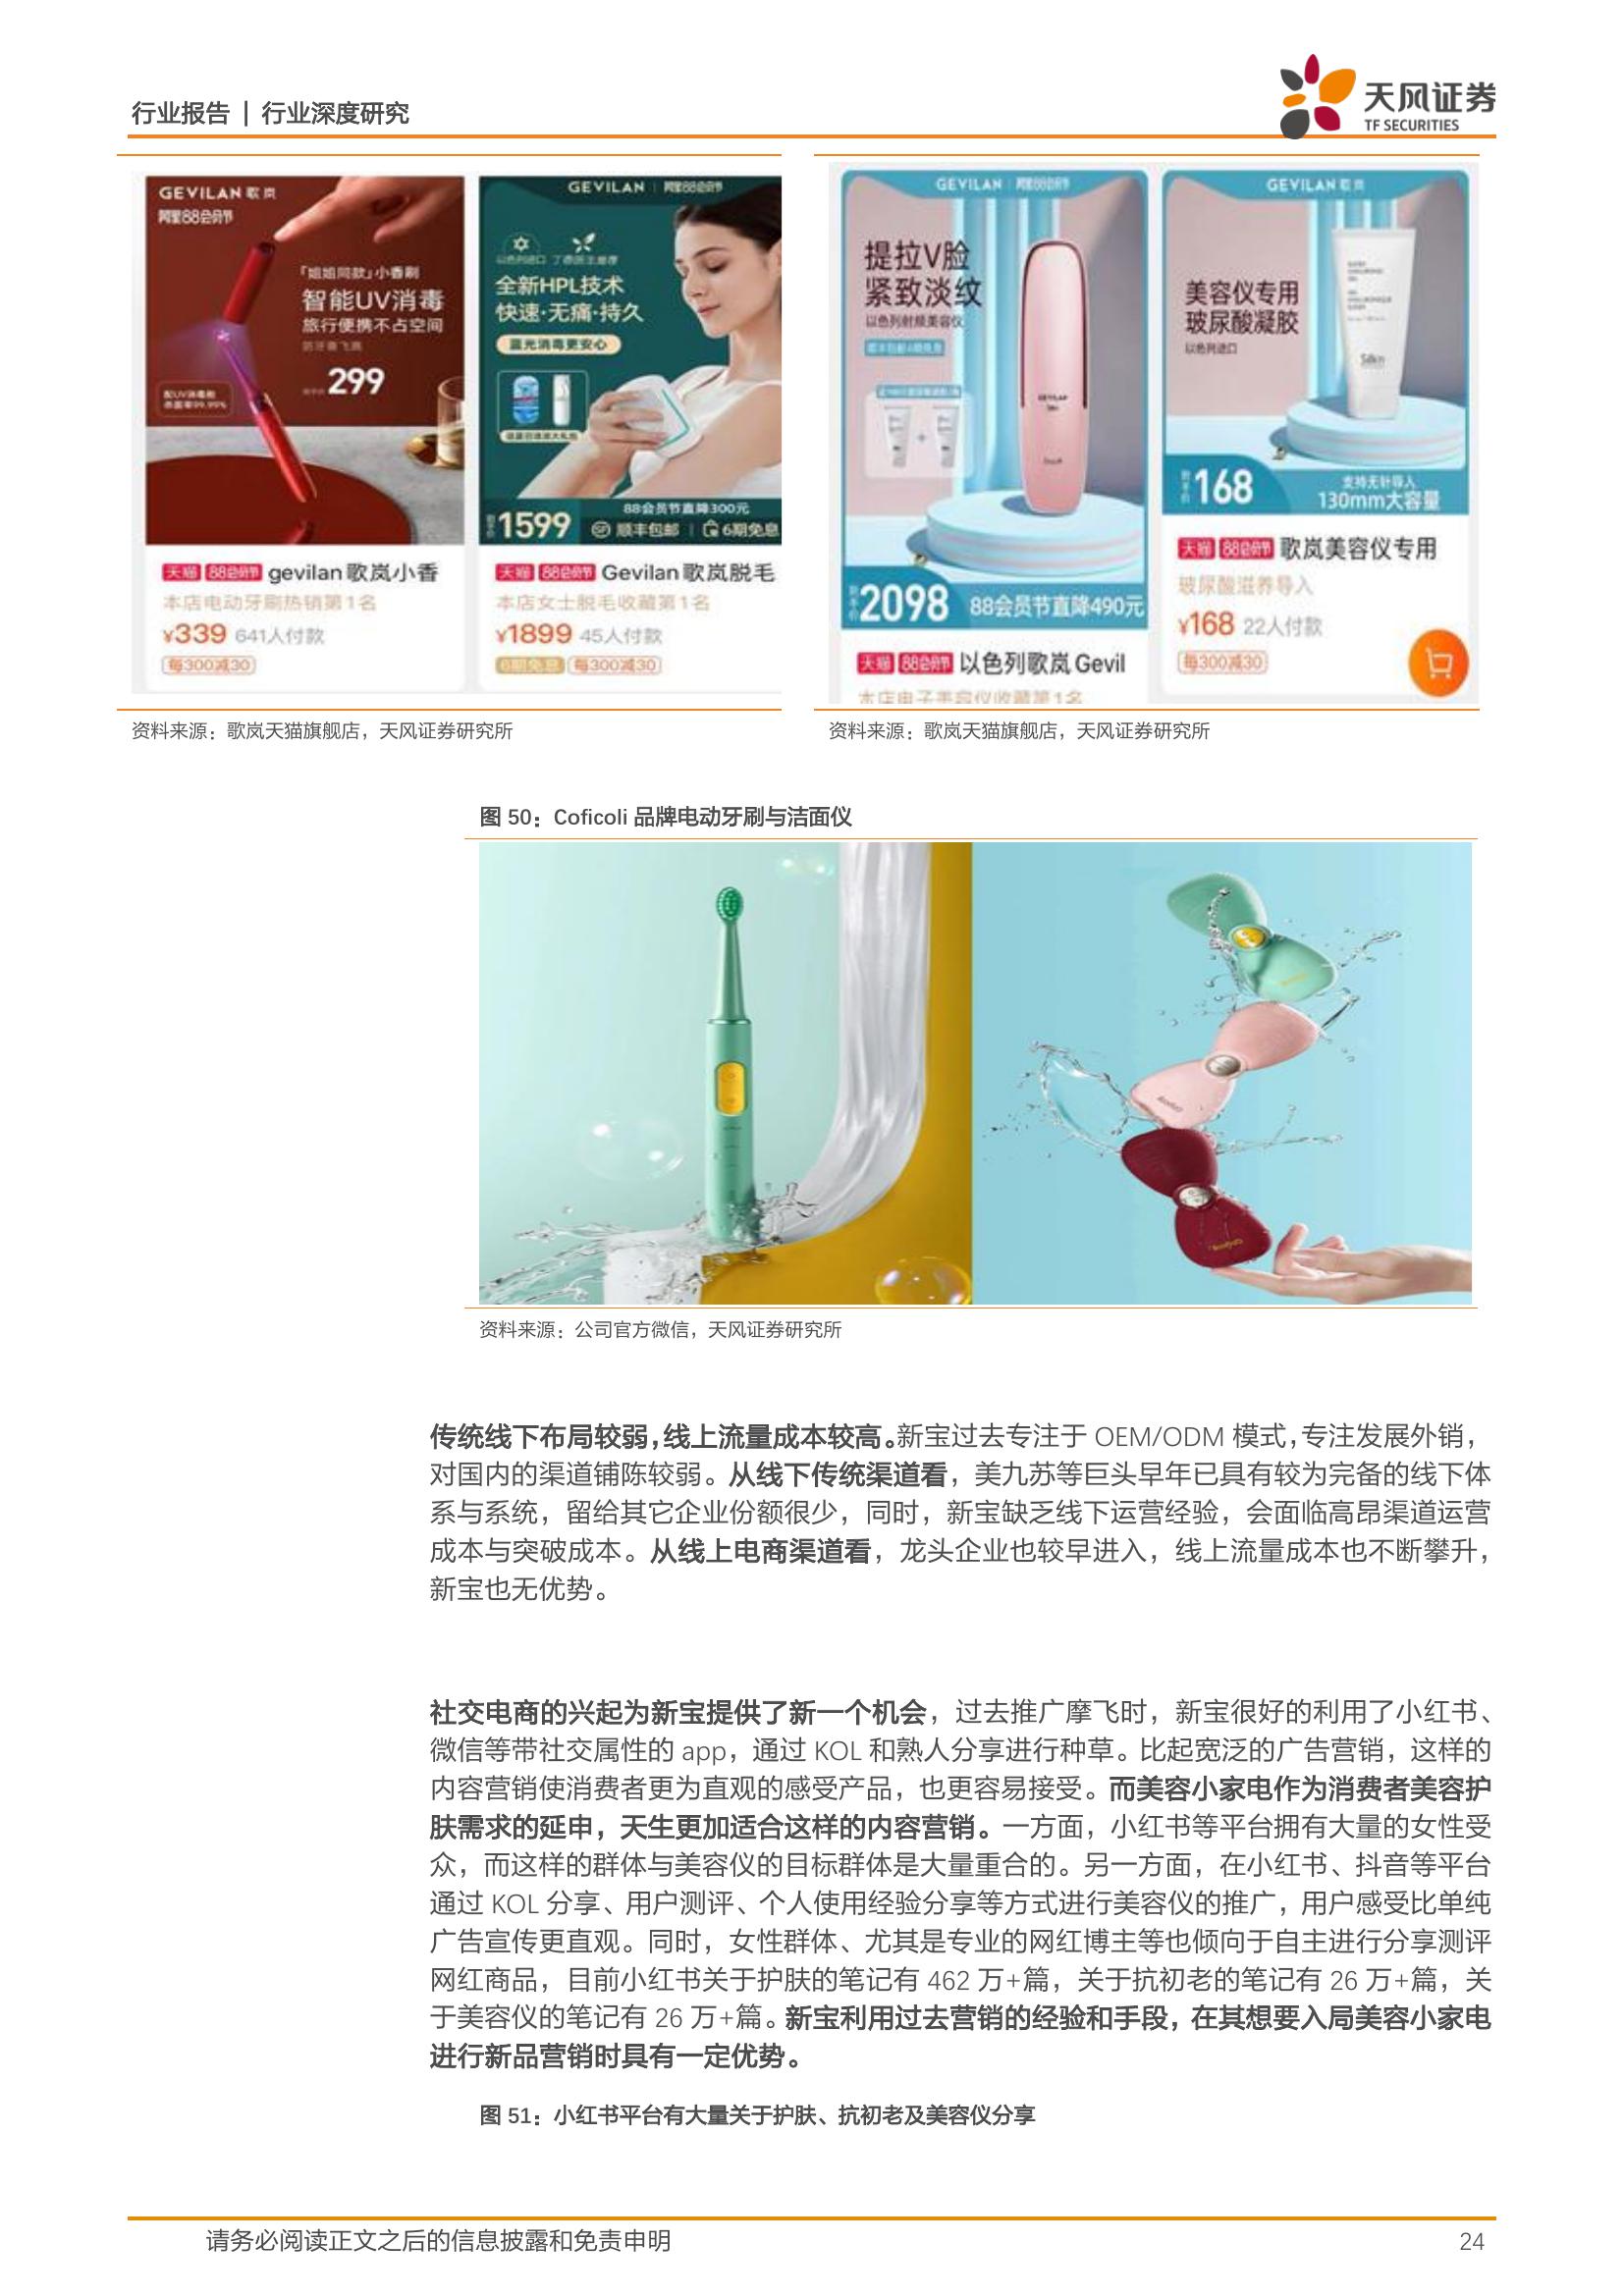 行业报告 | 行业深度研究
天风证券
TF SECURITIES
GEVILAN 歌岚
阿里88会员节
「姐姐同款」小香刷
智能UV消毒
旅行便携不占空间
防牙膏飞溅
299
天猫 88会员节 gevilan歌岚小香
本店电动牙刷热销第1名
¥339 641人付款
每300减30
GEVILAN | 阿里88会员节
全新HPL技术
快速·无痛·持久
蓝光消毒更安心
88会员节直降300元
1599 顺丰包邮 | 6期免息
天猫 88会员节 Gevilan歌岚脱毛
本店女士脱毛收藏第1名
¥1899 45人付款
6期免息 每300减30
GEVILAN | 阿里88会员节
提拉V脸
紧致淡纹
以色列射频美容仪
GEVILAN
到手价 2098 88会员节直降490元
天猫 88会员节 以色列歌岚Gevil
本店电子美容仪收藏第1名
GEVILAN 歌岚
美容仪专用
玻尿酸凝胶
以色列进口
Silkn
到手价 168 支持无针导入
130mm大容量
天猫 88会员节 歌岚美容仪专用
玻尿酸滋养导入
¥168 22人付款
每300减30
资料来源：歌岚天猫旗舰店，天风证券研究所
资料来源：歌岚天猫旗舰店，天风证券研究所
图 50：Coficoli 品牌电动牙刷与洁面仪
资料来源：公司官方微信，天风证券研究所
传统线下布局较弱，线上流量成本较高。新宝过去专注于 OEM/ODM 模式，专注发展外销，
对国内的渠道铺陈较弱。从线下传统渠道看，美九苏等巨头早年已具有较为完备的线下体
系与系统，留给其它企业份额很少，同时，新宝缺乏线下运营经验，会面临高昂渠道运营
成本与突破成本。从线上电商渠道看，龙头企业也较早进入，线上流量成本也不断攀升，
新宝也无优势。
社交电商的兴起为新宝提供了新一个机会，过去推广摩飞时，新宝很好的利用了小红书、
微信等带社交属性的 app，通过 KOL 和熟人分享进行种草。比起宽泛的广告营销，这样的
内容营销使消费者更为直观的感受产品，也更容易接受。而美容小家电作为消费者美容护
肤需求的延申，天生更加适合这样的内容营销。一方面，小红书等平台拥有大量的女性受
众，而这样的群体与美容仪的目标群体是大量重合的。另一方面，在小红书、抖音等平台
通过 KOL 分享、用户测评、个人使用经验分享等方式进行美容仪的推广，用户感受比单纯
广告宣传更直观。同时，女性群体、尤其是专业的网红博主等也倾向于自主进行分享测评
网红商品，目前小红书关于护肤的笔记有 462 万+篇，关于抗初老的笔记有 26 万+篇，关
于美容仪的笔记有 26 万+篇。新宝利用过去营销的经验和手段，在其想要入局美容小家电
进行新品营销时具有一定优势。
图 51：小红书平台有大量关于护肤、抗初老及美容仪分享
请务必阅读正文之后的信息披露和免责申明
24